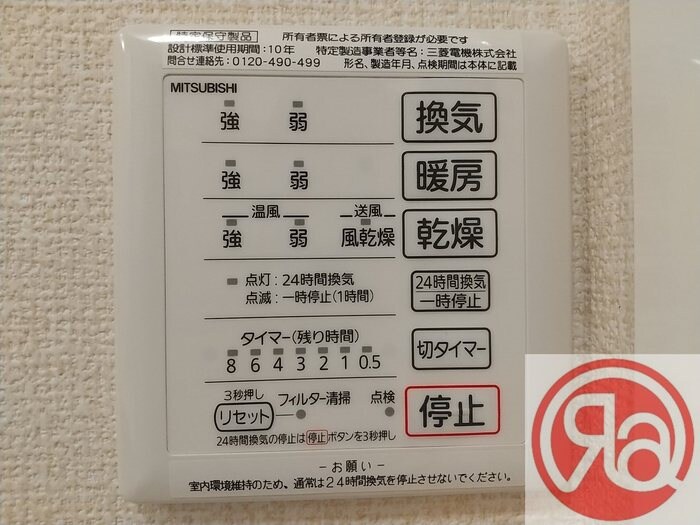 特定保守製品 所有者票による所有者登録が必要です
設計標準使用期間：10年 特定製造事業者等名：三菱電機株式会社
問合せ連絡先：0120-490-499 形名、製造年月、点検期間は本体に記載
MITSUBISHI
強 弱 換気
強 弱 暖房
温風 送風
強 弱 風乾燥 乾燥
点灯：24時間換気
点滅：一時停止(1時間)
24時間換気
一時停止
タイマー(残り時間)
8 6 4 3 2 1 0.5
切タイマー
3秒押し
リセット フィルター清掃 点検
停止
24時間換気の停止は 停止 ボタンを3秒押し
－お願い－
室内環境維持のため、通常は24時間換気を停止させないでください。
Ra